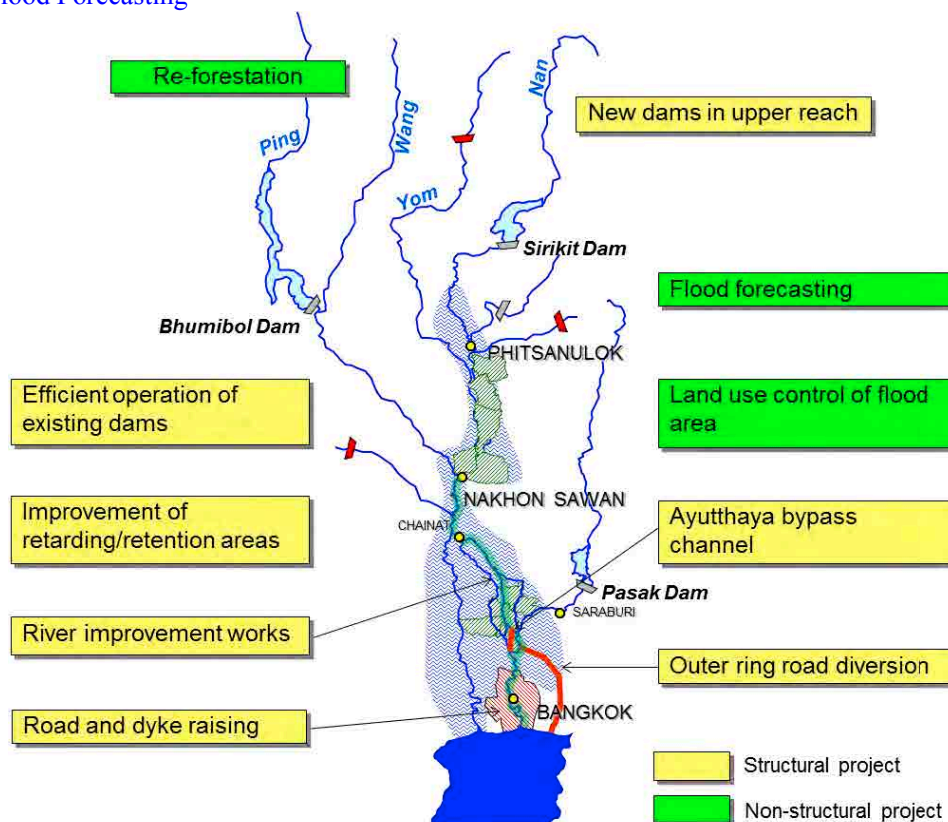 Flood Forecasting
Re-forestation
Nan
New dams in upper reach
Ping
Wang
Yom
Sirikit Dam
Flood forecasting
Bhumibol Dam
PHITSANULOK
Efficient operation of
existing dams
Land use control of flood
area
NAKHON SAWAN
Improvement of
retarding/retention areas
CHAINAT
Ayutthaya bypass
channel
Pasak Dam
SARABURI
River improvement works
Outer ring road diversion
Road and dyke raising
BANGKOK
Structural project
Non-structural project